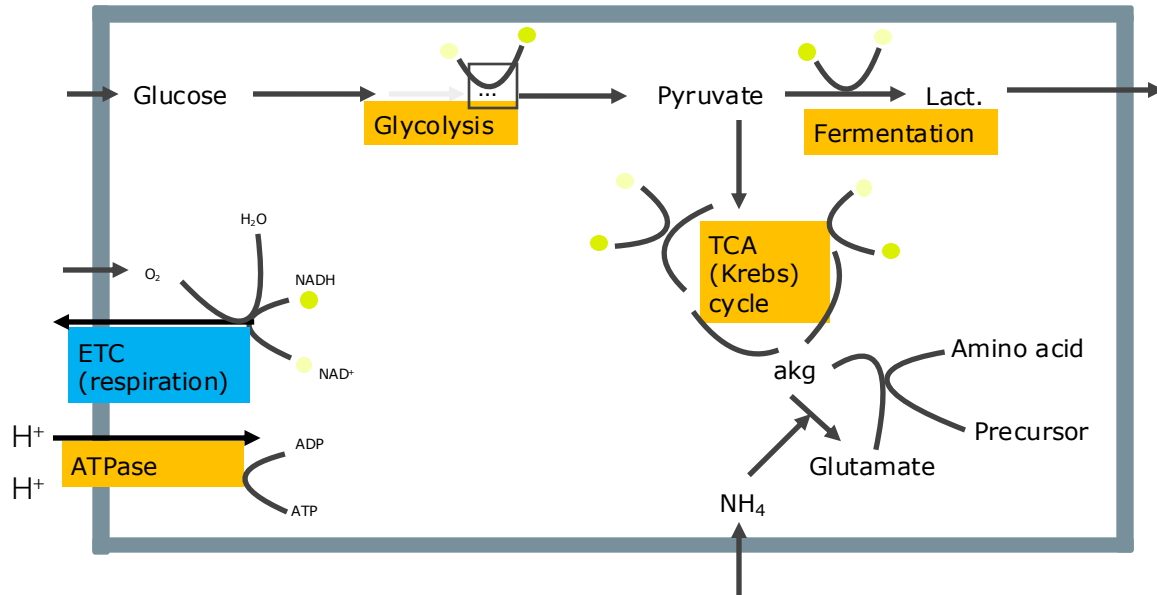 Glucose
...
Glycolysis
Pyruvate
Lact.
Fermentation
H₂O
O₂
NADH
NAD⁺
ETC
(respiration)
TCA
(Krebs)
cycle
akg
Amino acid
Precursor
Glutamate
NH₄
H⁺
H⁺
ATPase
ADP
ATP